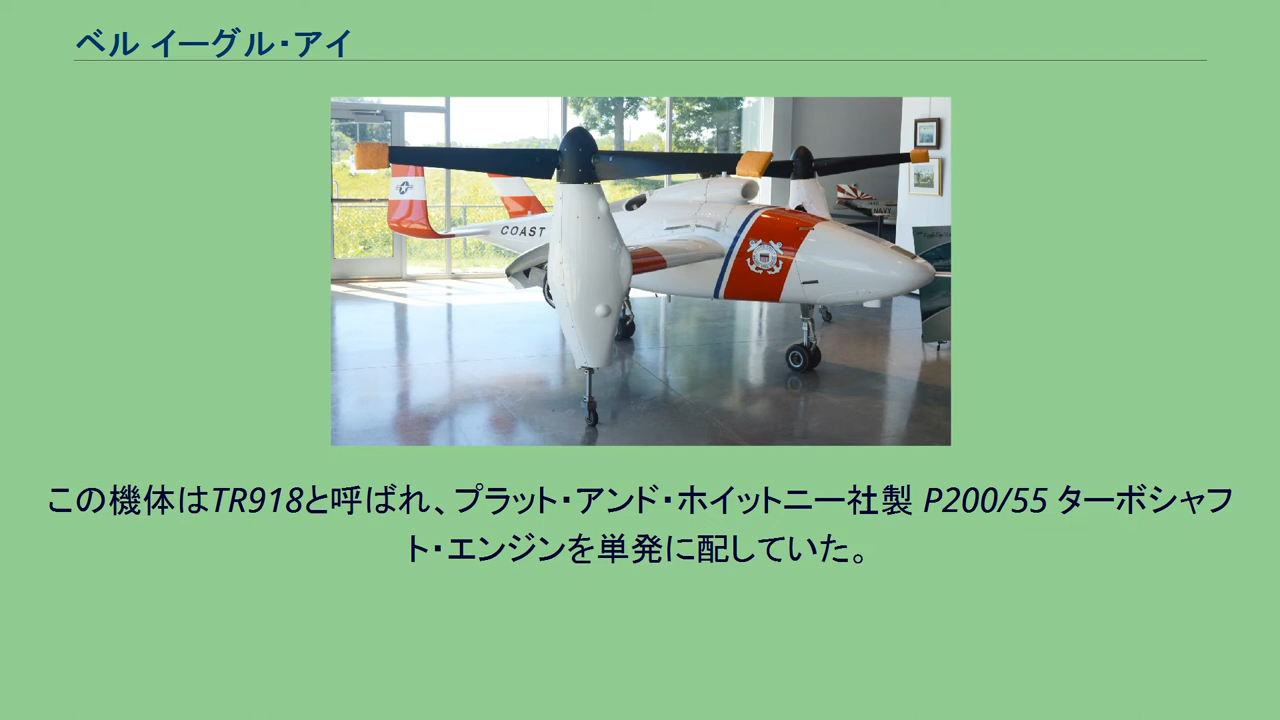 ベル イーグル・アイ
COAST
NAVY
この機体はTR918と呼ばれ、プラット・アンド・ホイットニー社製 P200/55 ターボシャフ
ト・エンジンを単発に配していた。